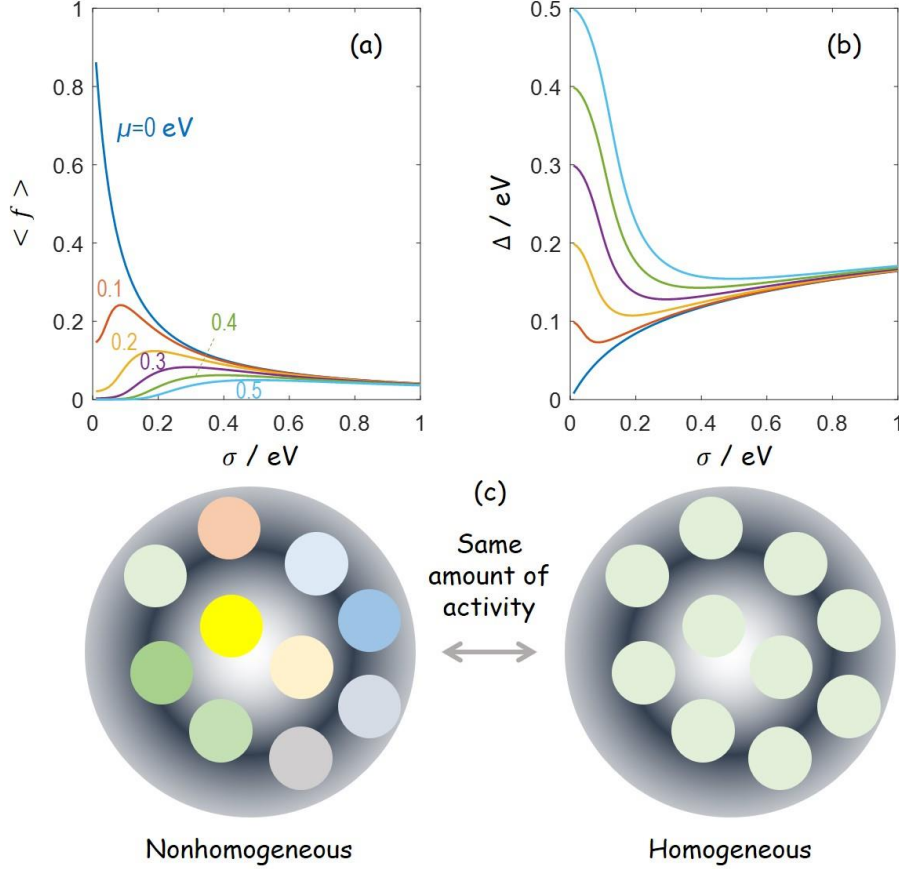 (a)
1
0.8
0.6
0.4
0.2
0
< f >
μ=0 eV
0.1
0.2
0.3
0.4
0.5
0 0.2 0.4 0.6 0.8 1
σ / eV
(b)
0.5
0.4
0.3
0.2
0.1
0
Δ / eV
0 0.2 0.4 0.6 0.8 1
σ / eV
(c)
Same
amount of
activity
Nonhomogeneous
Homogeneous